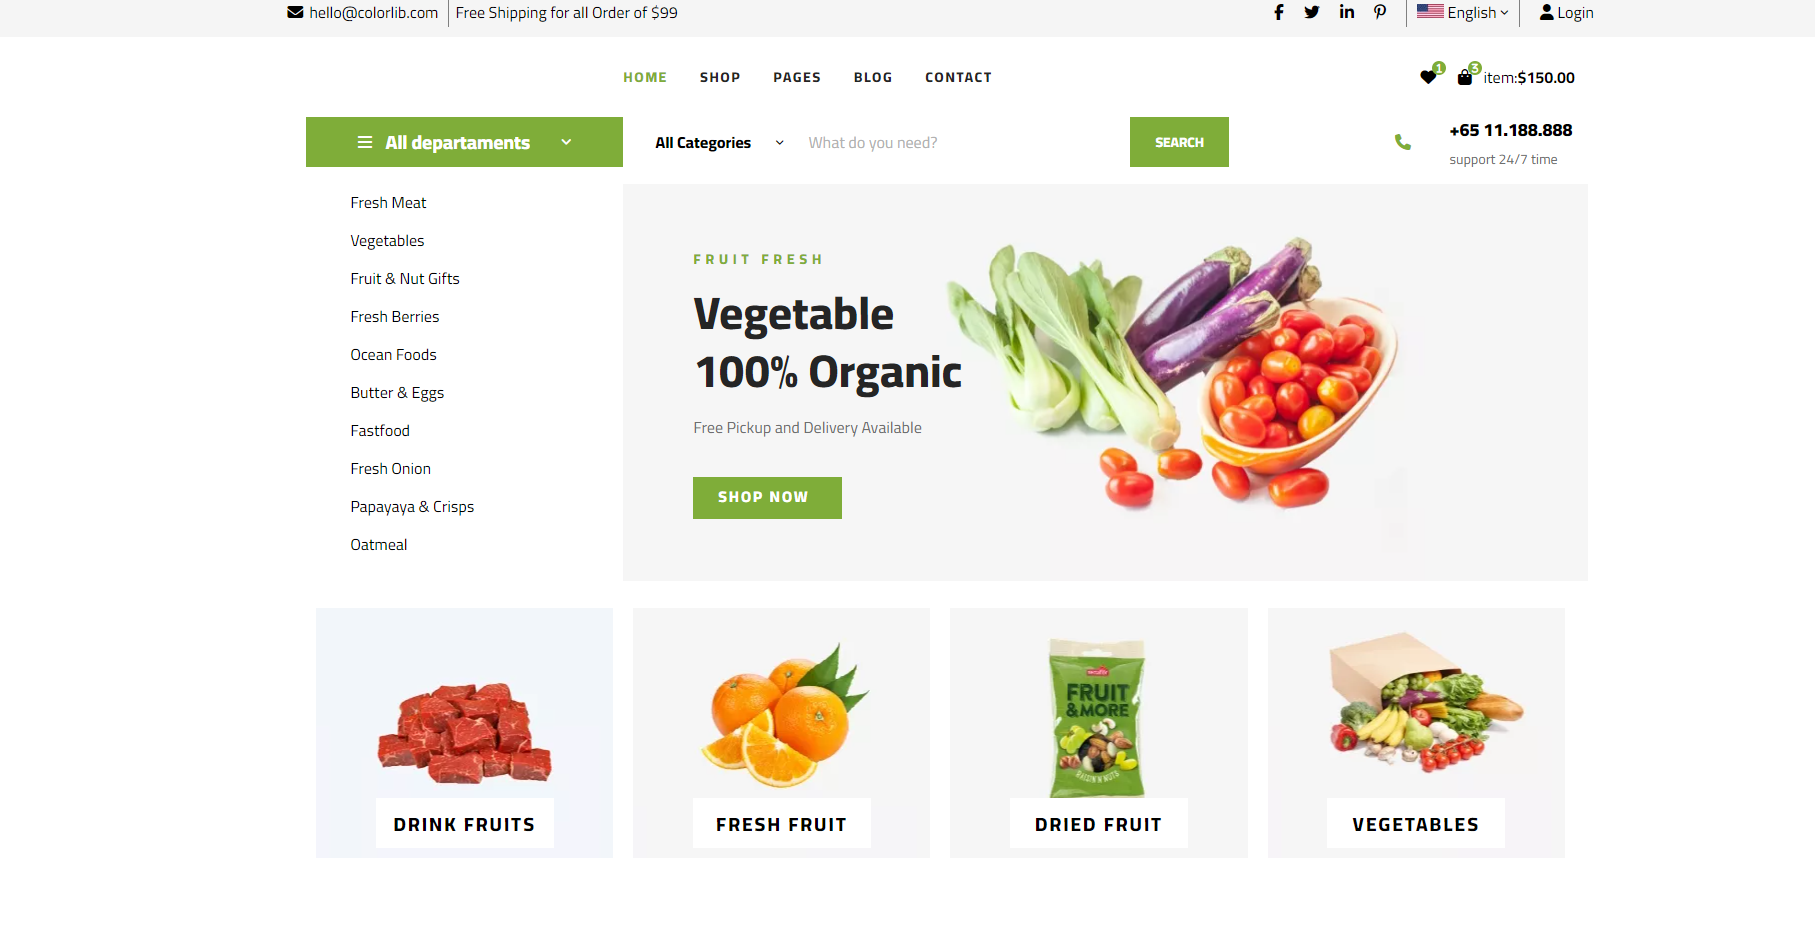 hello@colorlib.com
Free Shipping for all Order of $99
English
Login
HOME SHOP PAGES BLOG CONTACT
1
3
item:$150.00
All departaments
All Categories
What do you need?
SEARCH
+65 11.188.888
support 24/7 time
Fresh Meat
Vegetables
Fruit & Nut Gifts
Fresh Berries
Ocean Foods
Butter & Eggs
Fastfood
Fresh Onion
Papayaya & Crisps
Oatmeal
FRUIT FRESH
Vegetable
100% Organic
Free Pickup and Delivery Available
SHOP NOW
DRINK FRUITS
FRUIT
& MORE
RAISIN N NUTS
FRESH FRUIT
DRIED FRUIT
VEGETABLES